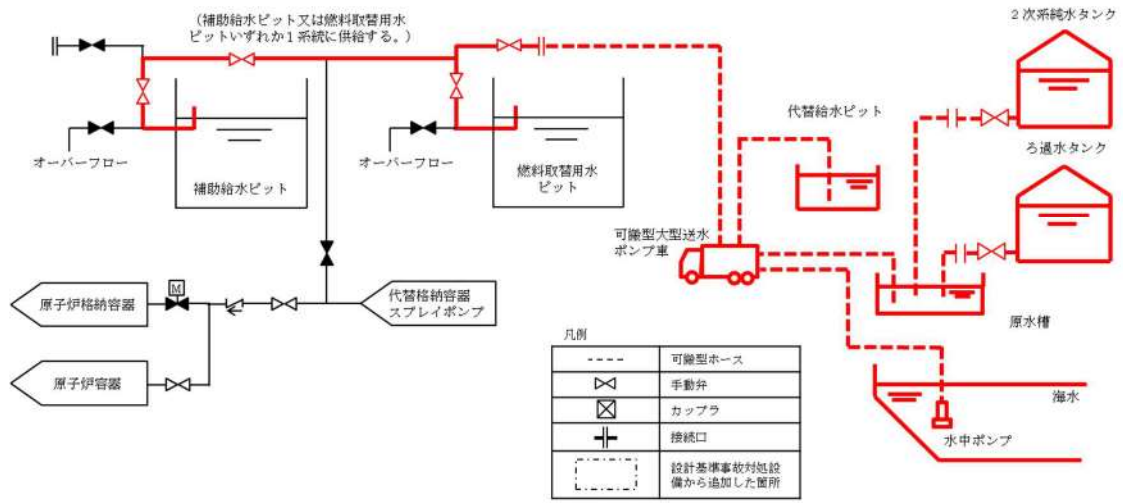 （補助給水ピット又は燃料取替用水
ピットいずれか１系統に供給する。）
２次系純水タンク
代替給水ピット
ろ過水タンク
オーバーフロー
補助給水ピット
オーバーフロー
燃料取替用水
ピット
可搬型大型送水
ポンプ車
原子炉格納容器
M
代替格納容器
スプレイポンプ
原水槽
原子炉容器
海水
水中ポンプ
凡例
可搬型ホース
手動弁
カップラ
接続口
設計基準事故対処設
備から追加した箇所